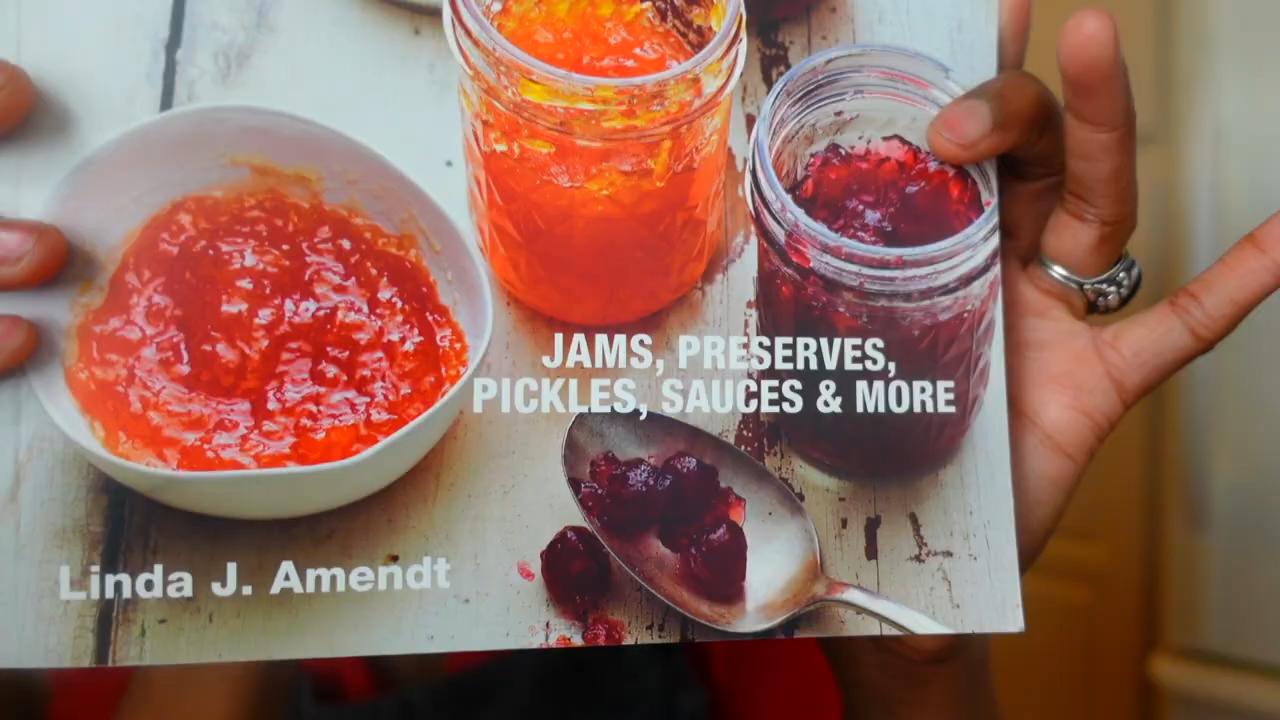 JAMS, PRESERVES,
PICKLES, SAUCES & MORE
Linda J. Amendt